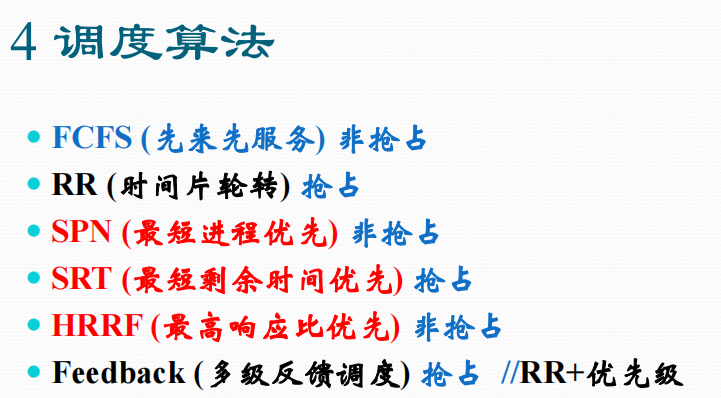 4 调度算法
• FCFS (先来先服务) 非抢占
• RR (时间片轮转) 抢占
• SPN (最短进程优先) 非抢占
• SRT (最短剩余时间优先) 抢占
• HRRF (最高响应比优先) 非抢占
• Feedback (多级反馈调度) 抢占 //RR+优先级